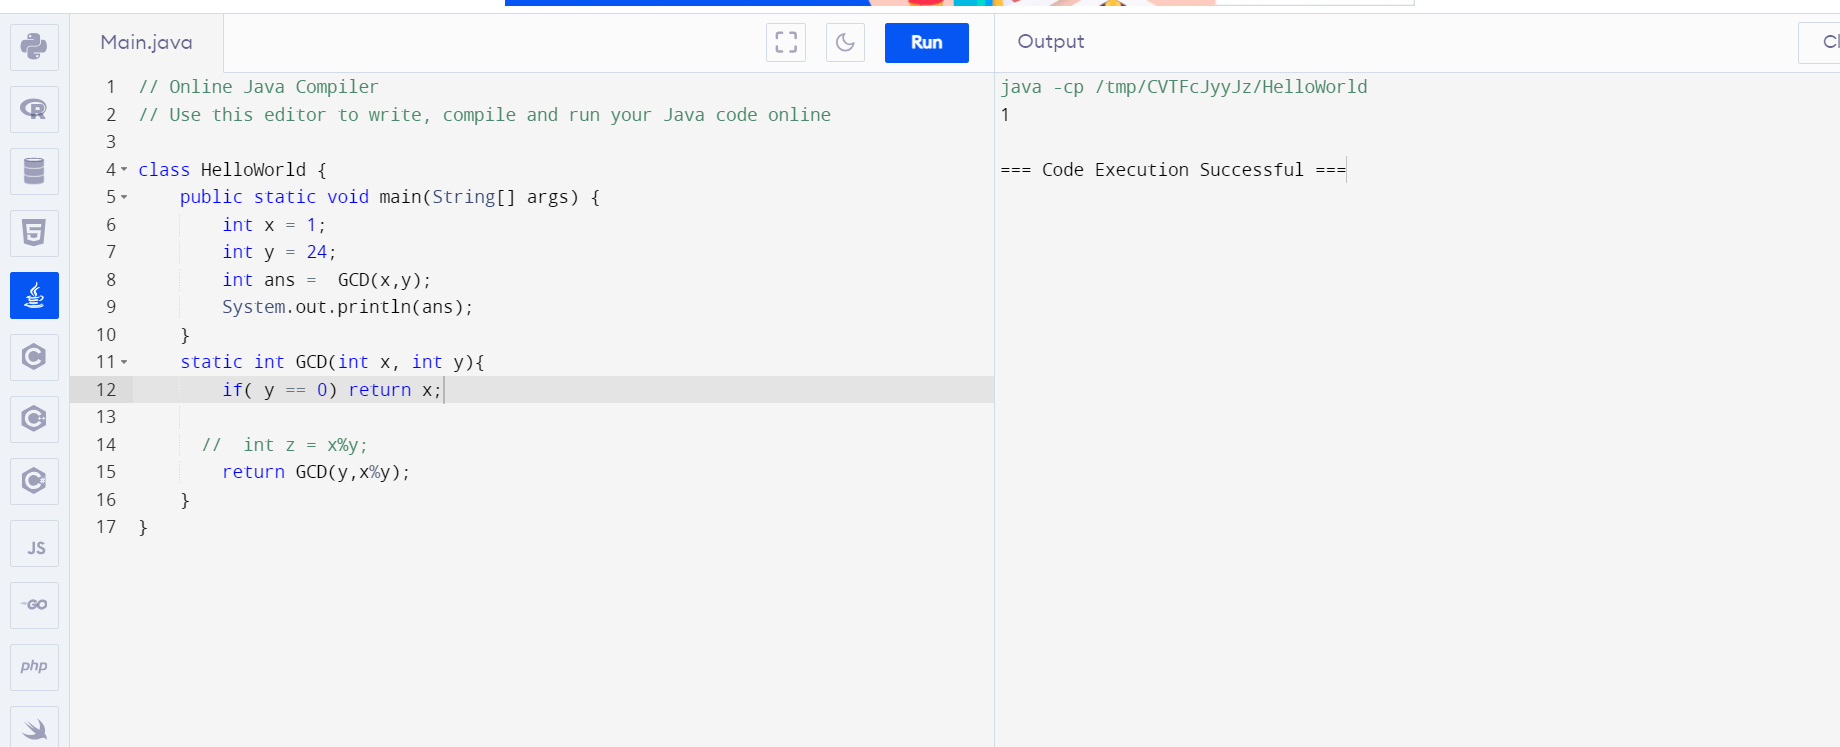 Main.java
Run
Output
1 // Online Java Compiler
2 // Use this editor to write, compile and run your Java code online
3
4 class HelloWorld {
5     public static void main(String[] args) {
6         int x = 1;
7         int y = 24;
8         int ans =  GCD(x,y);
9         System.out.println(ans);
10     }
11     static int GCD(int x, int y){
12         if( y == 0) return x;
13
14       //  int z = x%y;
15         return GCD(y,x%y);
16     }
17 }
java -cp /tmp/CVTFcJyyJz/HelloWorld
1
=== Code Execution Successful ===
R
5
C
C
C
JS
GO
php